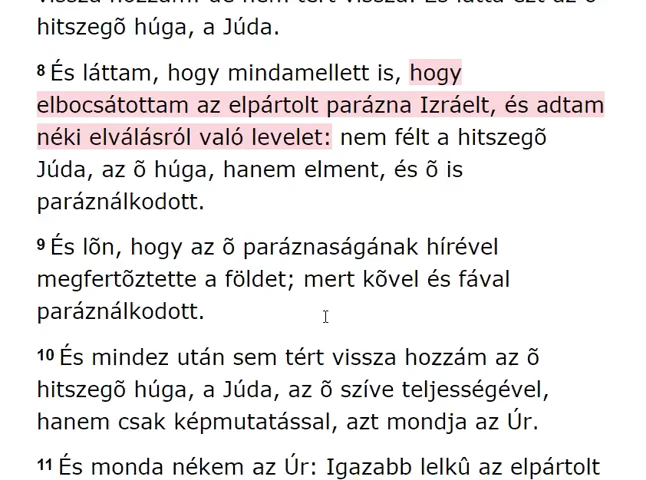 hitszegõ húga, a Júda.
8 És láttam, hogy mindamellett is, hogy
elbocsátottam az elpártolt parázna Izráelt, és adtam
néki elválásról való levelet: nem félt a hitszegõ
Júda, az õ húga, hanem elment, és õ is
paráználkodott.
9 És lõn, hogy az õ paráznaságának hírével
megfertõztette a földet; mert kõvel és fával
paráználkodott.
10 És mindez után sem tért vissza hozzám az õ
hitszegõ húga, a Júda, az õ szíve teljességével,
hanem csak képmutatással, azt mondja az Úr.
11 És monda nékem az Úr: Igazabb lelkû az elpártolt